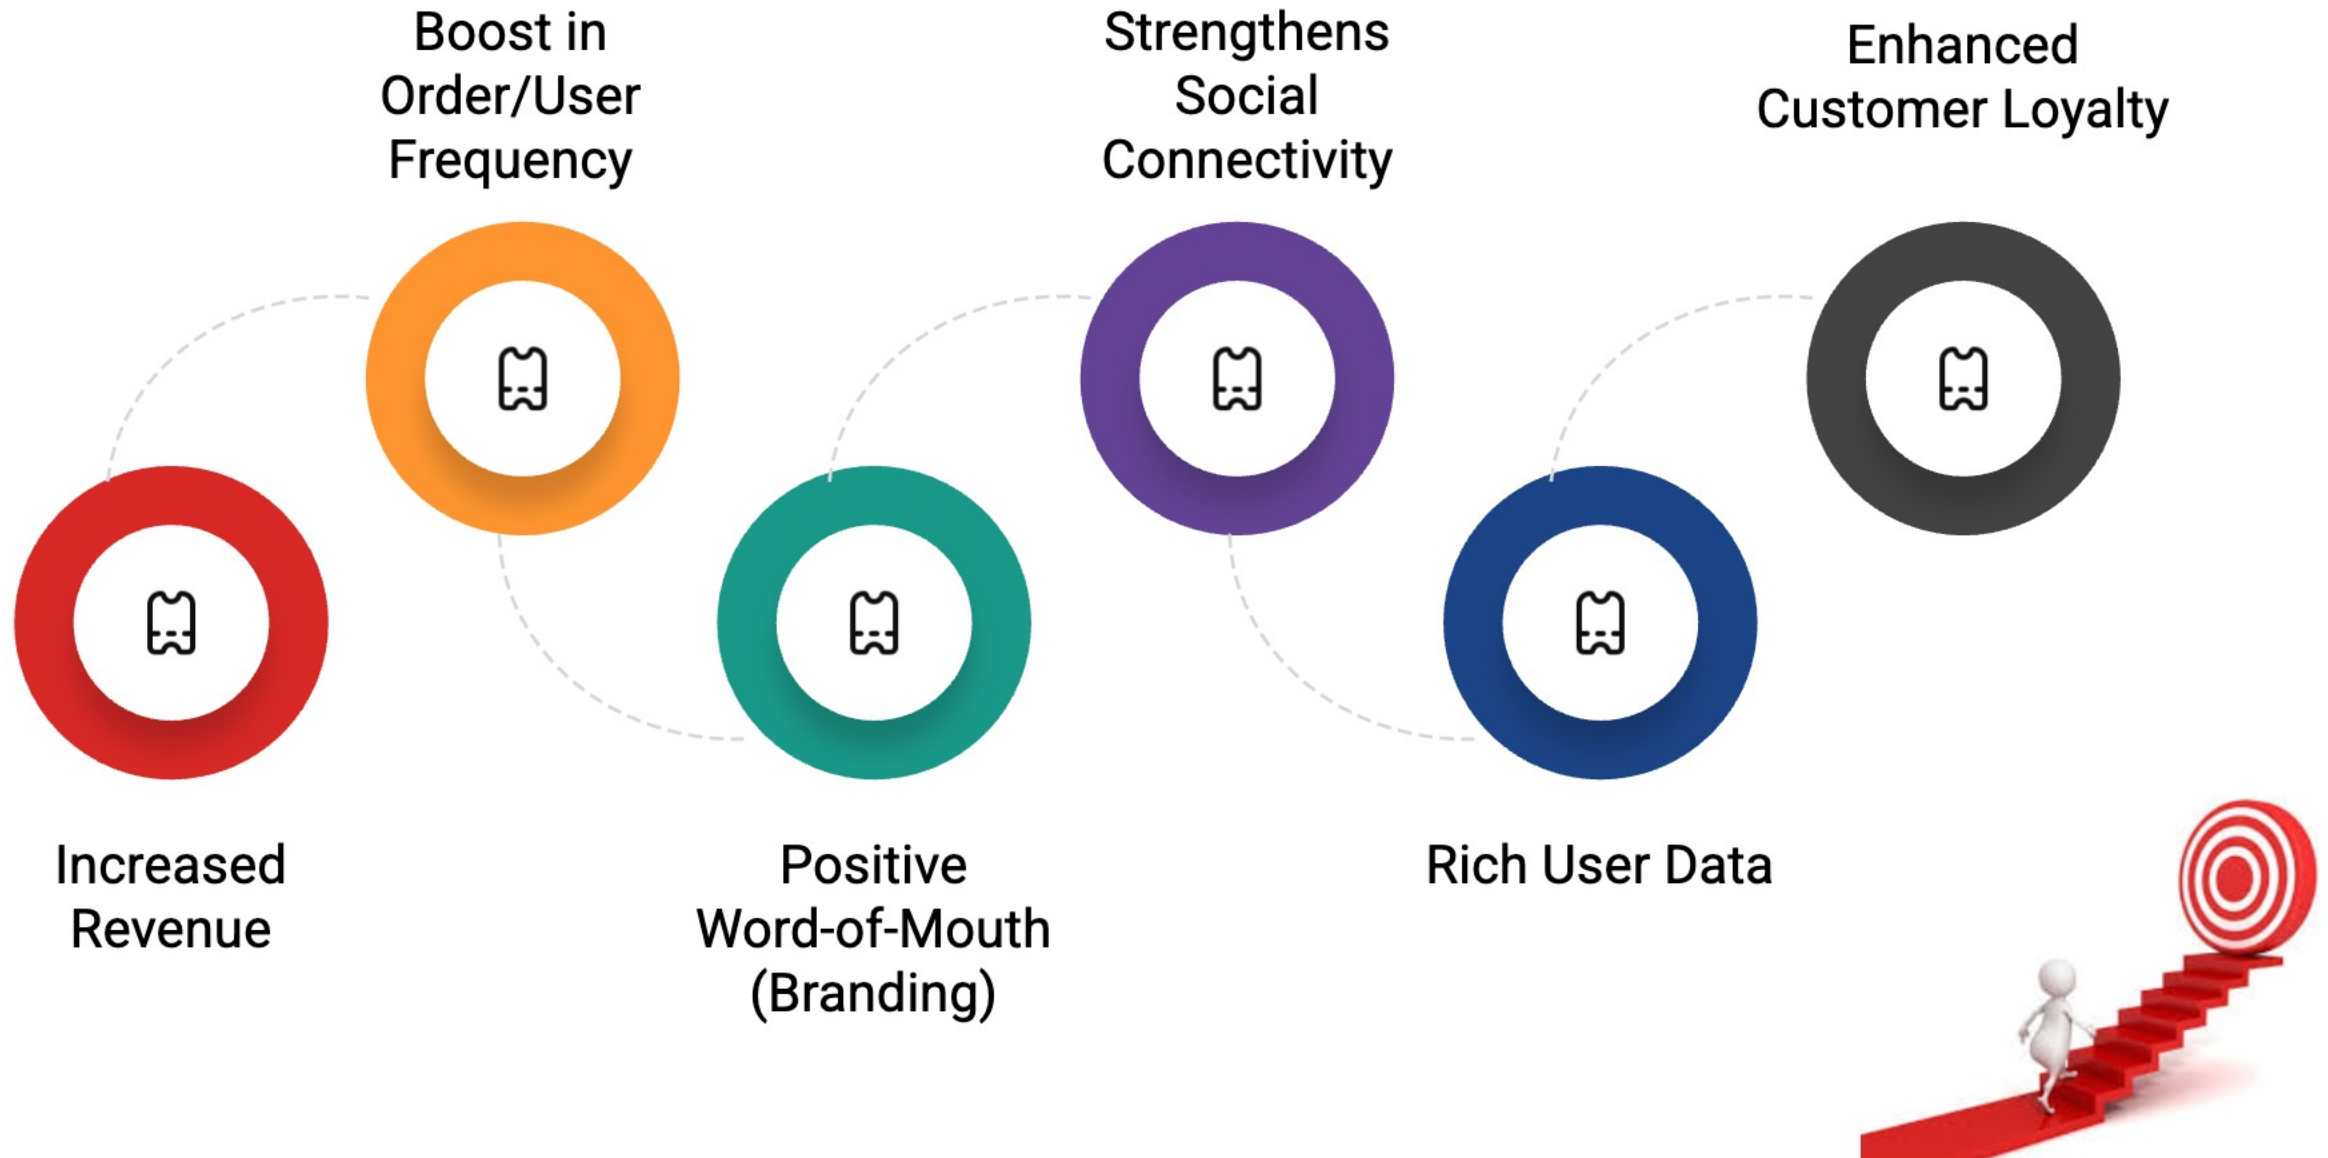 Boost in
Order/User
Frequency
Strengthens
Social
Connectivity
Enhanced
Customer Loyalty
Increased
Revenue
Positive
Word-of-Mouth
(Branding)
Rich User Data